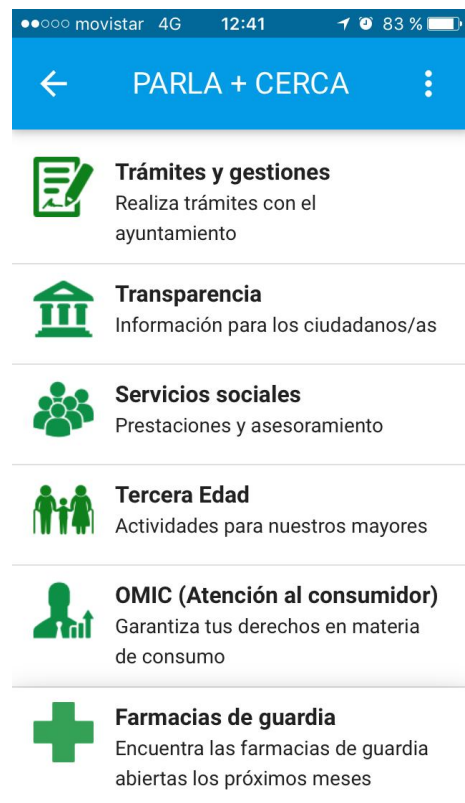 movistar 4G 12:41 83 %
PARLA + CERCA
Trámites y gestiones
Realiza trámites con el
ayuntamiento
Transparencia
Información para los ciudadanos/as
Servicios sociales
Prestaciones y asesoramiento
Tercera Edad
Actividades para nuestros mayores
OMIC (Atención al consumidor)
Garantiza tus derechos en materia
de consumo
Farmacias de guardia
Encuentra las farmacias de guardia
abiertas los próximos meses